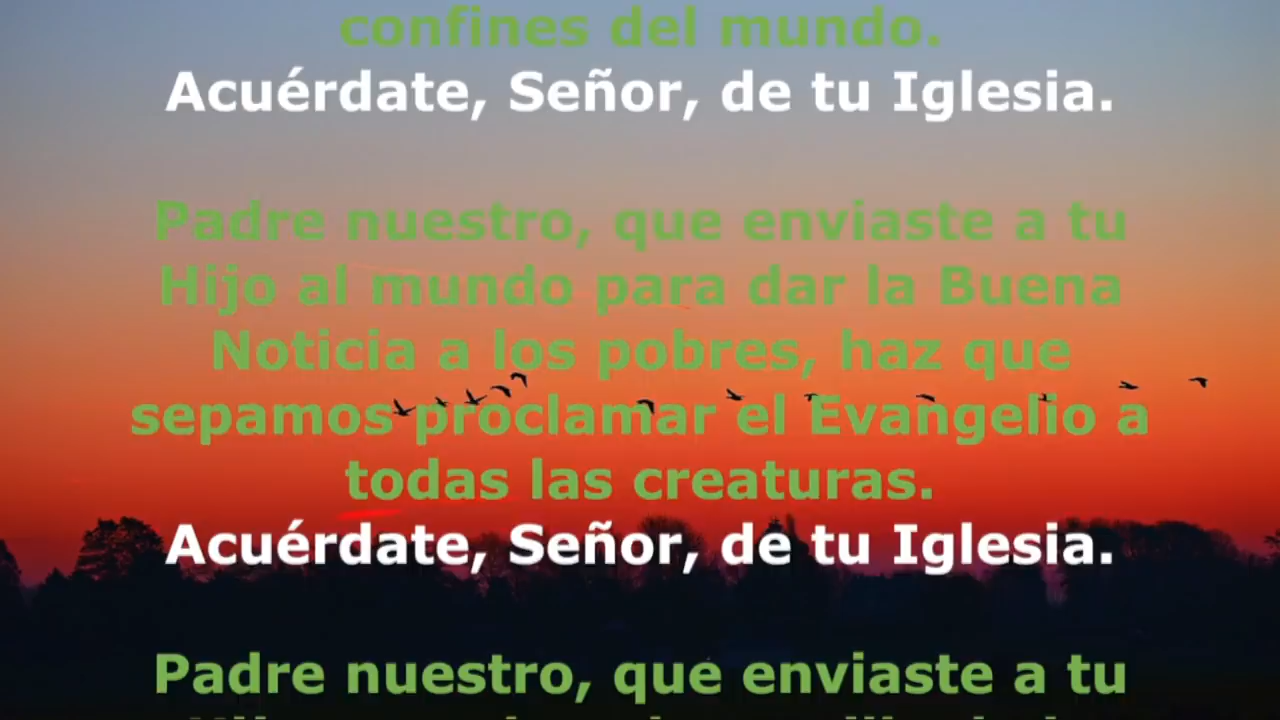 confines del mundo.
Acuérdate, Señor, de tu Iglesia.
Padre nuestro, que enviaste a tu
Hijo al mundo para dar la Buena
Noticia a los pobres, haz que
sepamos proclamar el Evangelio a
todas las creaturas.
Acuérdate, Señor, de tu Iglesia.
Padre nuestro, que enviaste a tu